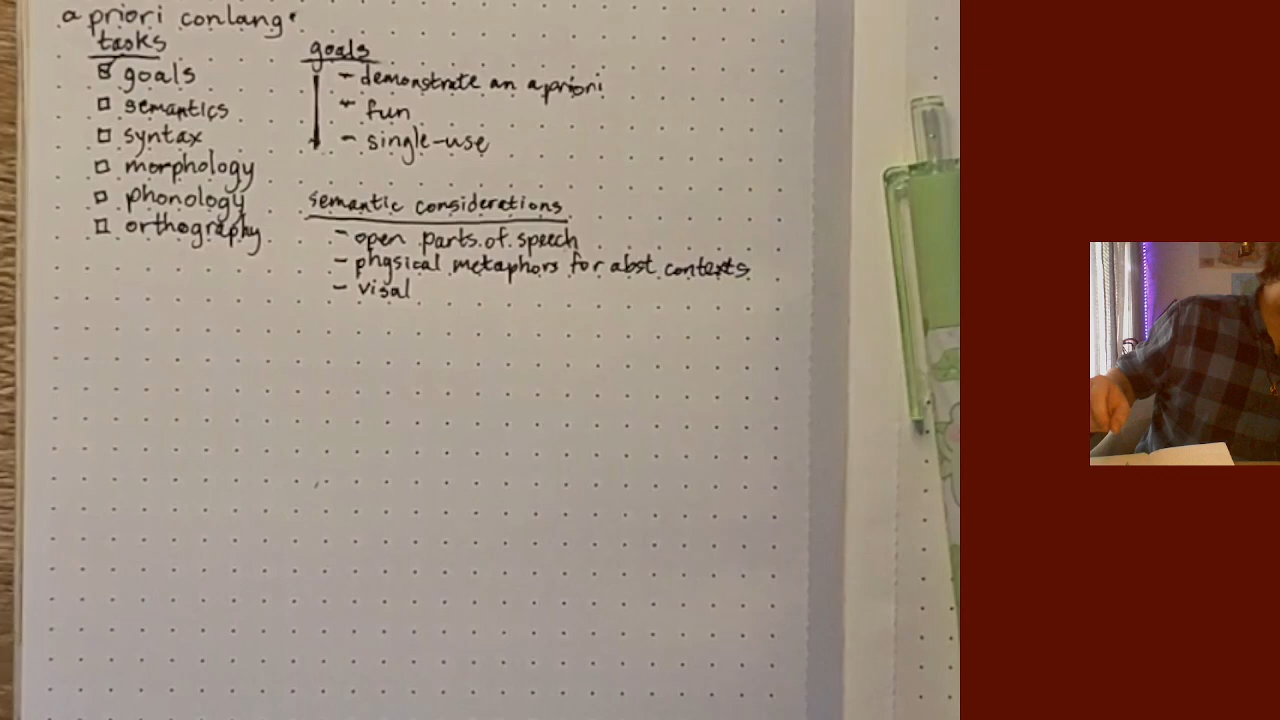 a priori conlang
tasks
goals
semantics
syntax
morphology
phonology
orthography
goals
- demonstrate an apriori
- fun
- single-use
semantic considerations
- open parts of speech
- physical metaphors for abst contexts
- visal